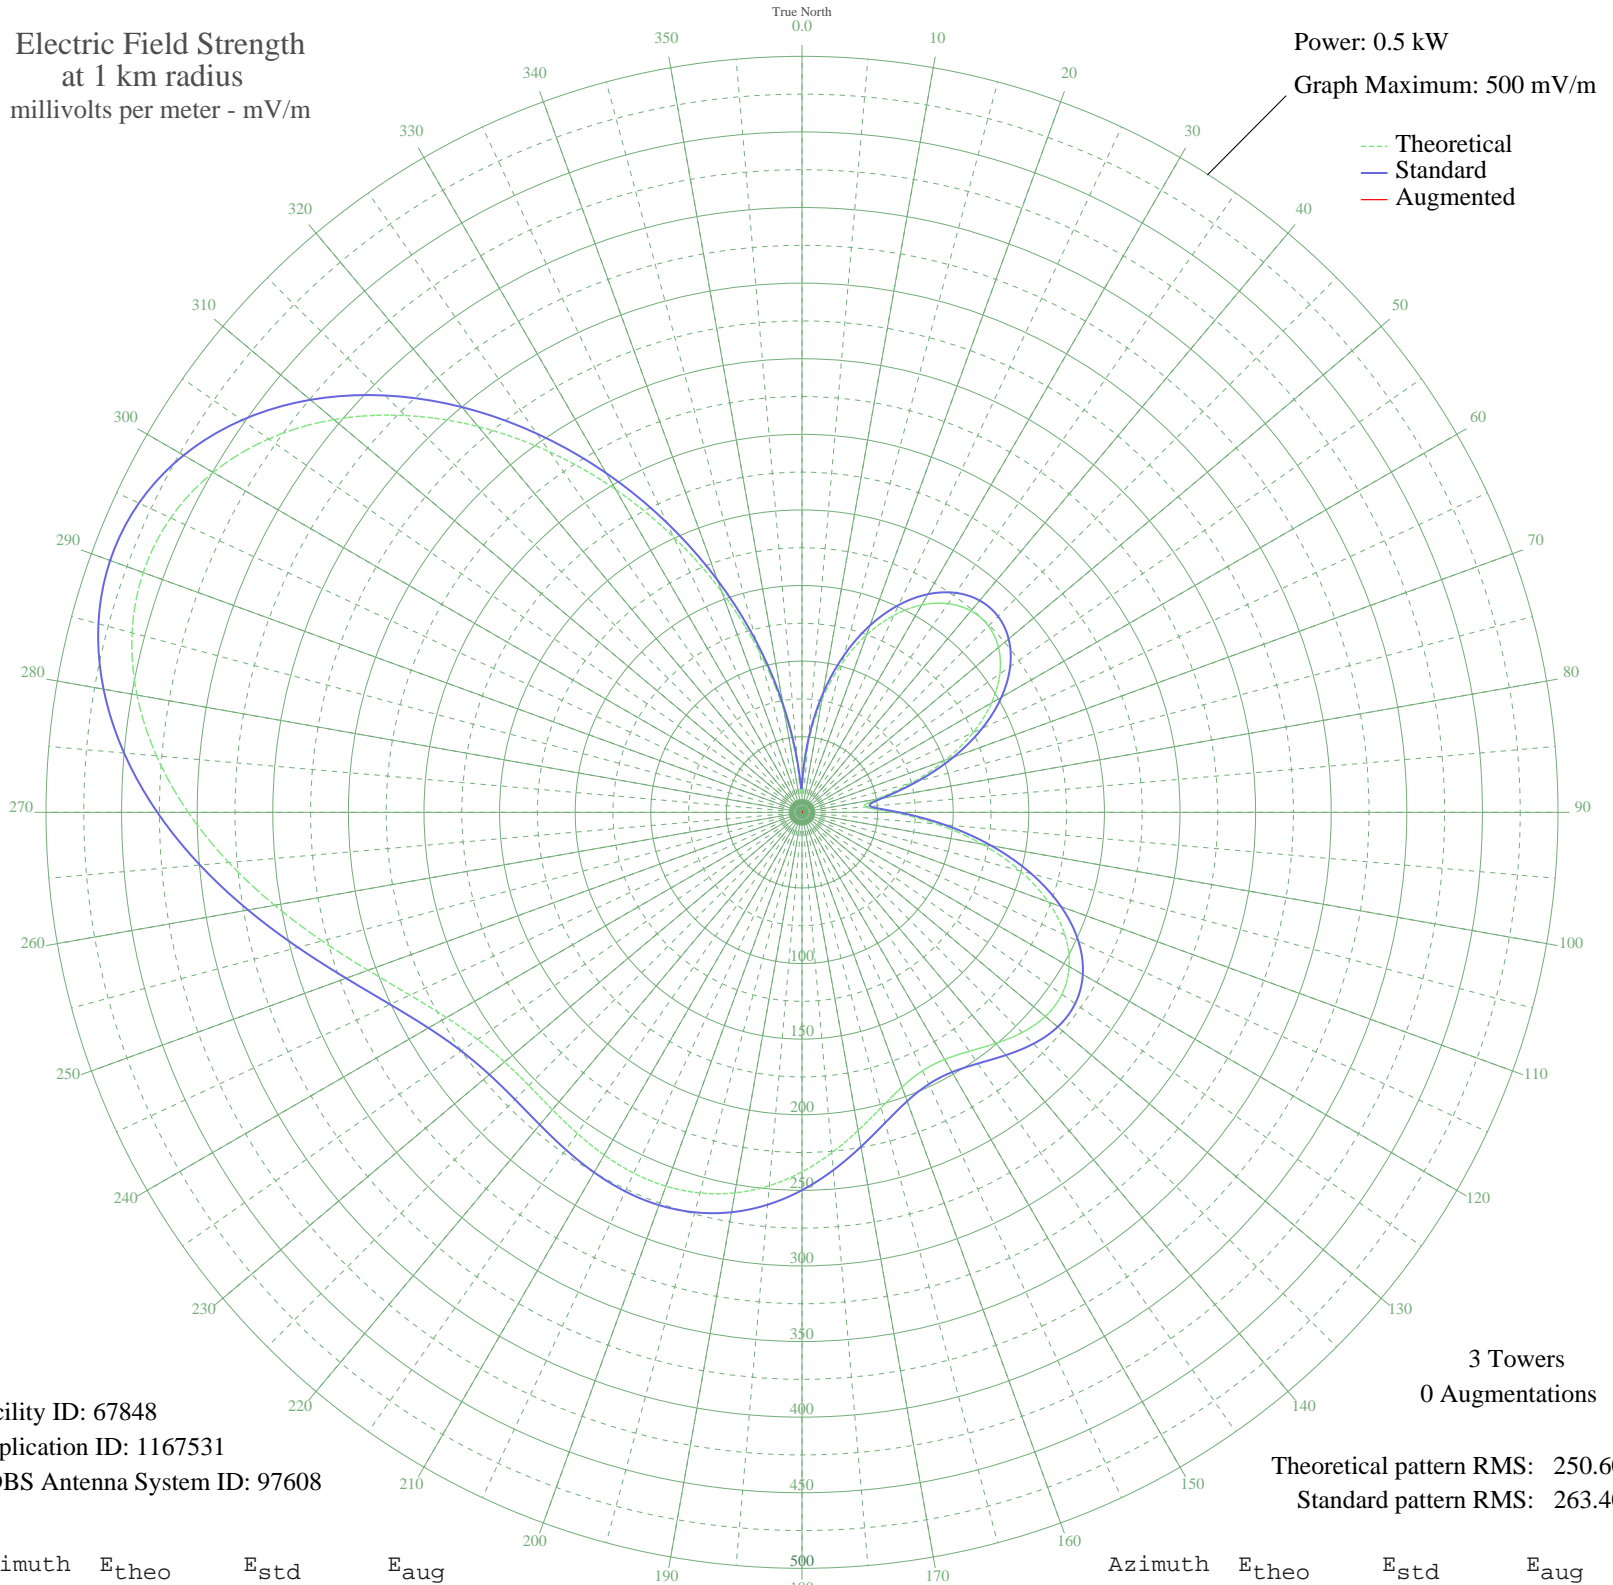 True North
0.0
Electric Field Strength
at 1 km radius
millivolts per meter - mV/m
Power: 0.5 kW
Graph Maximum: 500 mV/m
Theoretical
Standard
Augmented
10
20
30
40
50
60
70
80
90
100
110
120
130
140
150
160
170
190
200
210
220
230
240
250
260
270
280
290
300
310
320
330
340
350
100
150
200
250
300
350
400
450
500
3 Towers
0 Augmentations
cility ID: 67848
plication ID: 1167531
DBS Antenna System ID: 97608
Theoretical pattern RMS: 250.60
Standard pattern RMS: 263.40
imuth Etheo Estd Eaug
Azimuth Etheo Estd Eaug